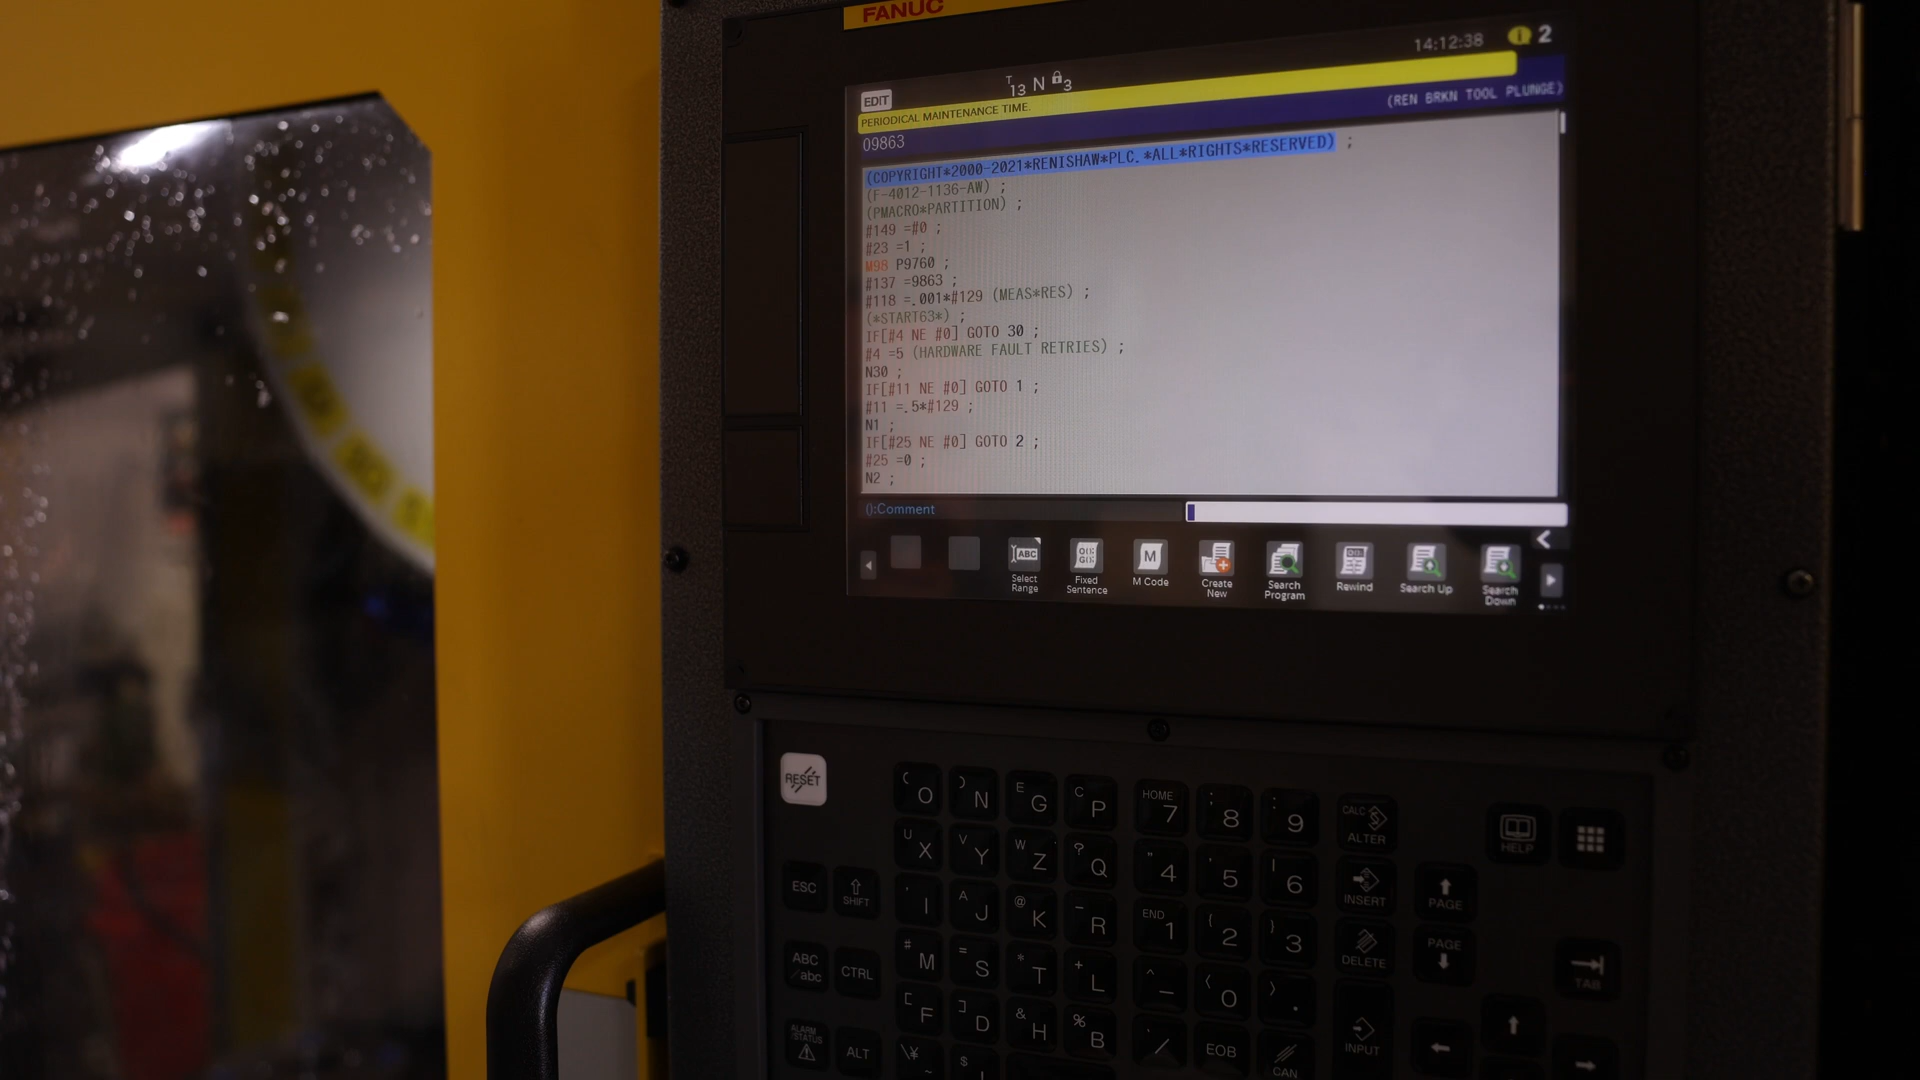 FANUC
14:12:38 2
EDIT T 13 N 3
PERIODICAL MAINTENANCE TIME.
O9863 (REN BRKN TOOL PLUNGE)
(COPYRIGHT*2000-2021*RENISHAW*PLC.*ALL*RIGHTS*RESERVED) ;
(F-4012-1136-AW) ;
(PMACRO*PARTITION) ;
#149 =#0 ;
#23 =1 ;
M98 P9760 ;
#137 =9863 ;
#118 =.001*#129 (MEAS*RES) ;
(*START63*) ;
IF[#4 NE #0] GOTO 30 ;
#4 =5 (HARDWARE FAULT RETRIES) ;
N30 ;
IF[#11 NE #0] GOTO 1 ;
#11 =.5*#129 ;
N1 ;
IF[#25 NE #0] GOTO 2 ;
#25 =0 ;
N2 ;
():Comment
Select Range
Fixed Sentence
M Code
Create New
Search Program
Rewind
Search Up
Search Down
RESET
( O ) N E G C P HOME 7 8 9 CALC ALTER HELP
U X V Y W Z ? Q " 4 ' 5 6 INSERT PAGE
ESC SHIFT
I A J @ K R END 1 ( 2 ) 3 DELETE PAGE
ABC/abc CTRL # M = S * T + L ^ _ < 0 > . TAB
[ F ] D & H % B / EOB CAN INPUT
ALARM/STATUS ALT \¥ ~ $